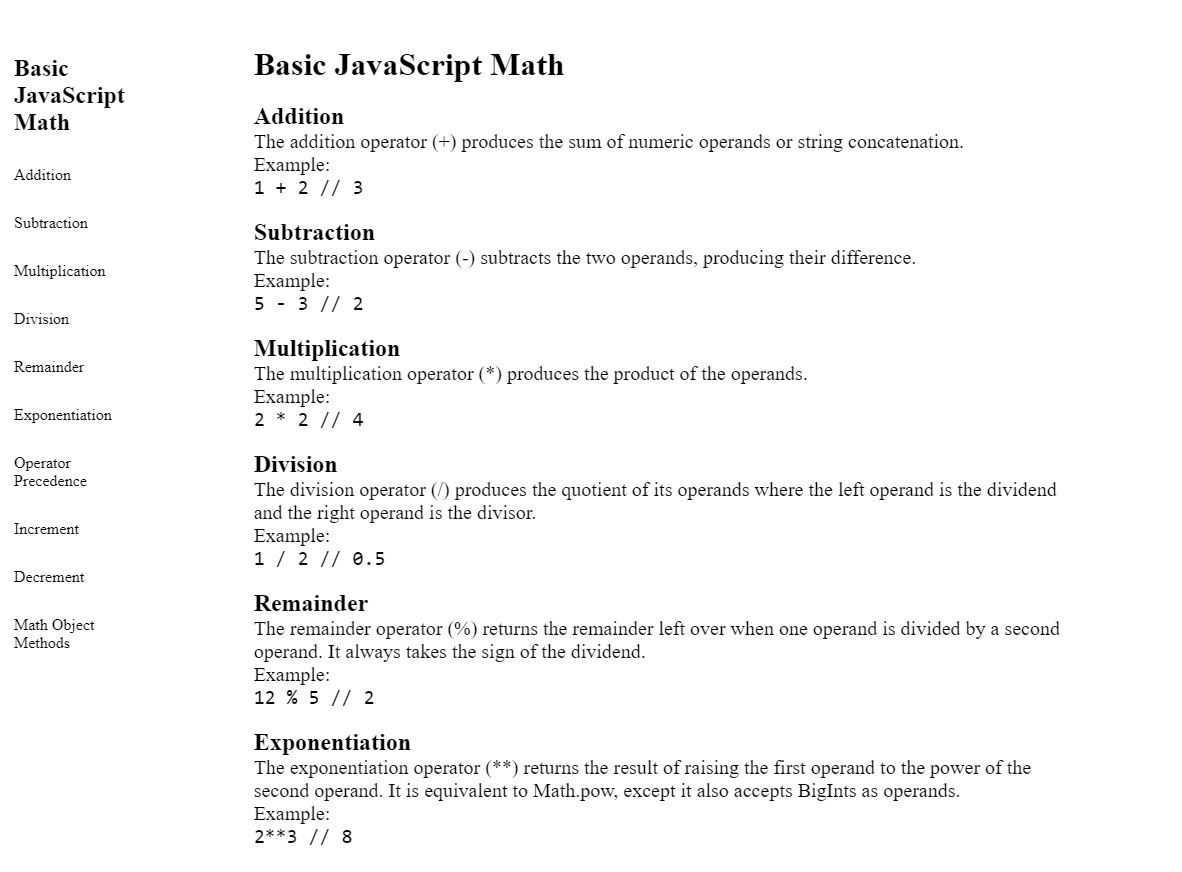 Basic
JavaScript
Math
Addition
Subtraction
Multiplication
Division
Remainder
Exponentiation
Operator
Precedence
Increment
Decrement
Math Object
Methods
Basic JavaScript Math
Addition
The addition operator (+) produces the sum of numeric operands or string concatenation.
Example:
1 + 2 // 3
Subtraction
The subtraction operator (-) subtracts the two operands, producing their difference.
Example:
5 - 3 // 2
Multiplication
The multiplication operator (*) produces the product of the operands.
Example:
2 * 2 // 4
Division
The division operator (/) produces the quotient of its operands where the left operand is the dividend
and the right operand is the divisor.
Example:
1 / 2 // 0.5
Remainder
The remainder operator (%) returns the remainder left over when one operand is divided by a second
operand. It always takes the sign of the dividend.
Example:
12 % 5 // 2
Exponentiation
The exponentiation operator (**) returns the result of raising the first operand to the power of the
second operand. It is equivalent to Math.pow, except it also accepts BigInts as operands.
Example:
2**3 // 8